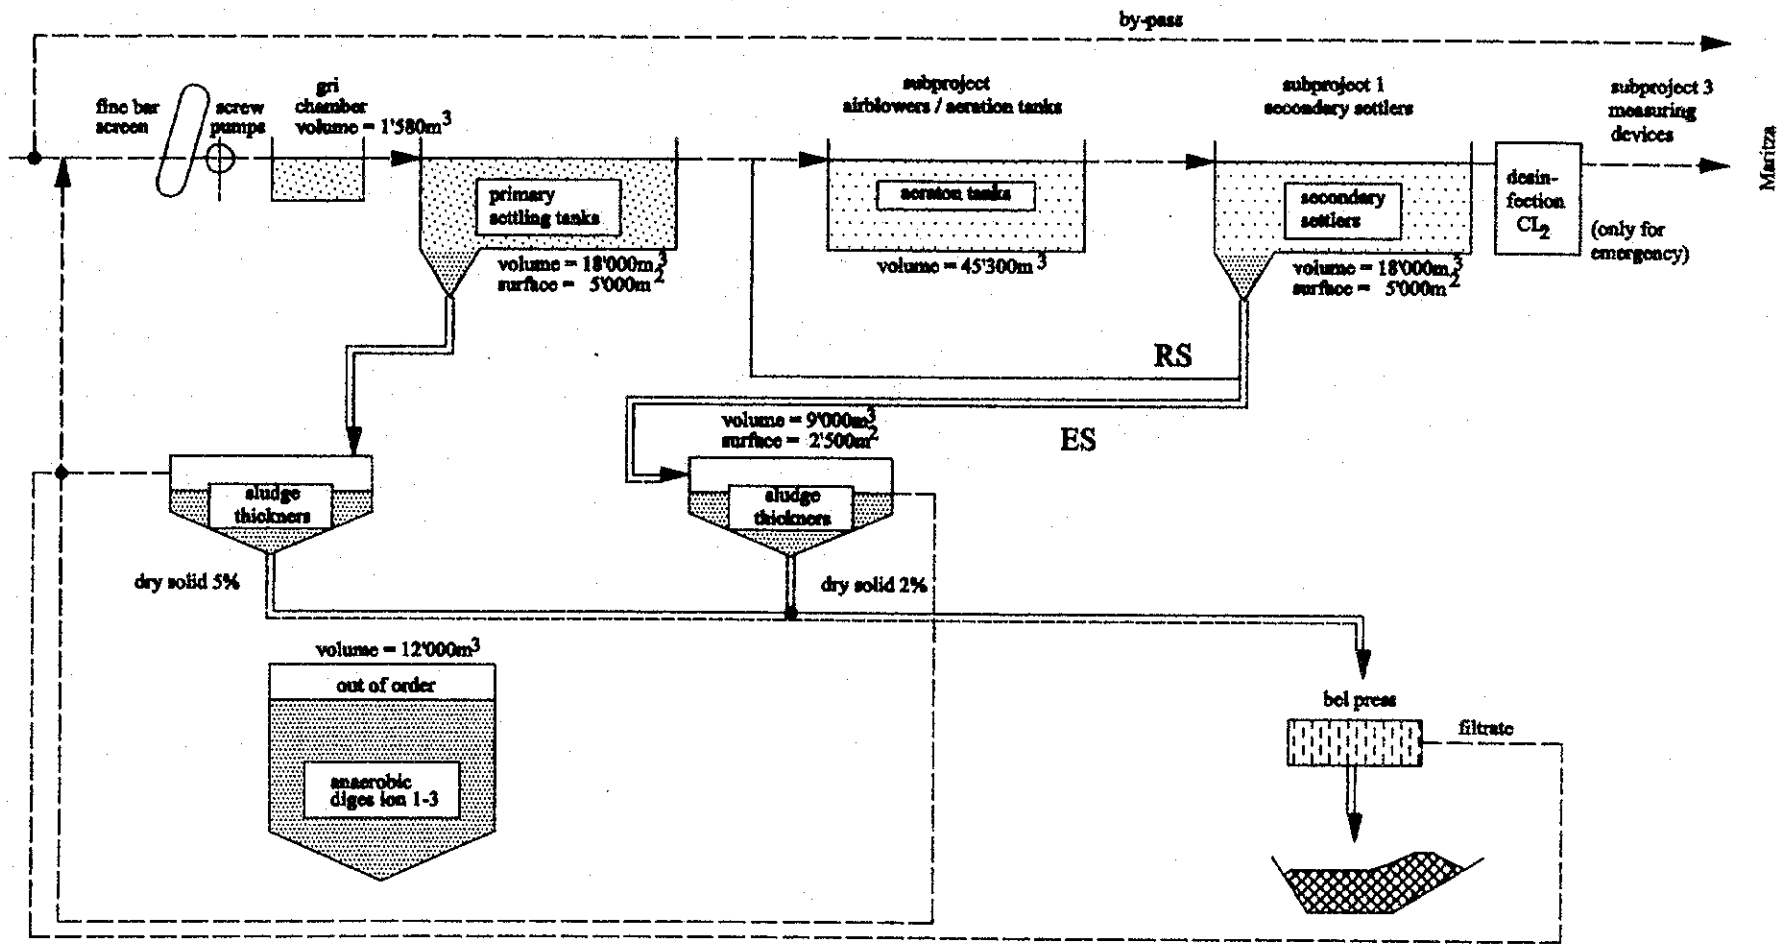 by-pass
fine bar
screen
screw
pumps
gri
chamber
volume = 1'580m3
subproject
airblowers / aeration tanks
subproject 1
secondary settlers
subproject 3
measuring
devices
Maritza
primary
settling tanks
volume = 18'000m3
surface = 5'000m2
aeraton tanks
volume = 45'300m3
secondary
settlers
volume = 18'000m3
surface = 5'000m2
desin-
fection
CL2
(only for
emergency)
RS
ES
volume = 9'000m3
surface = 2'500m2
sludge
thickners
sludge
thickners
dry solid 5%
dry solid 2%
volume = 12'000m3
out of order
anaerobic
diges ion 1-3
bel press
filtrate